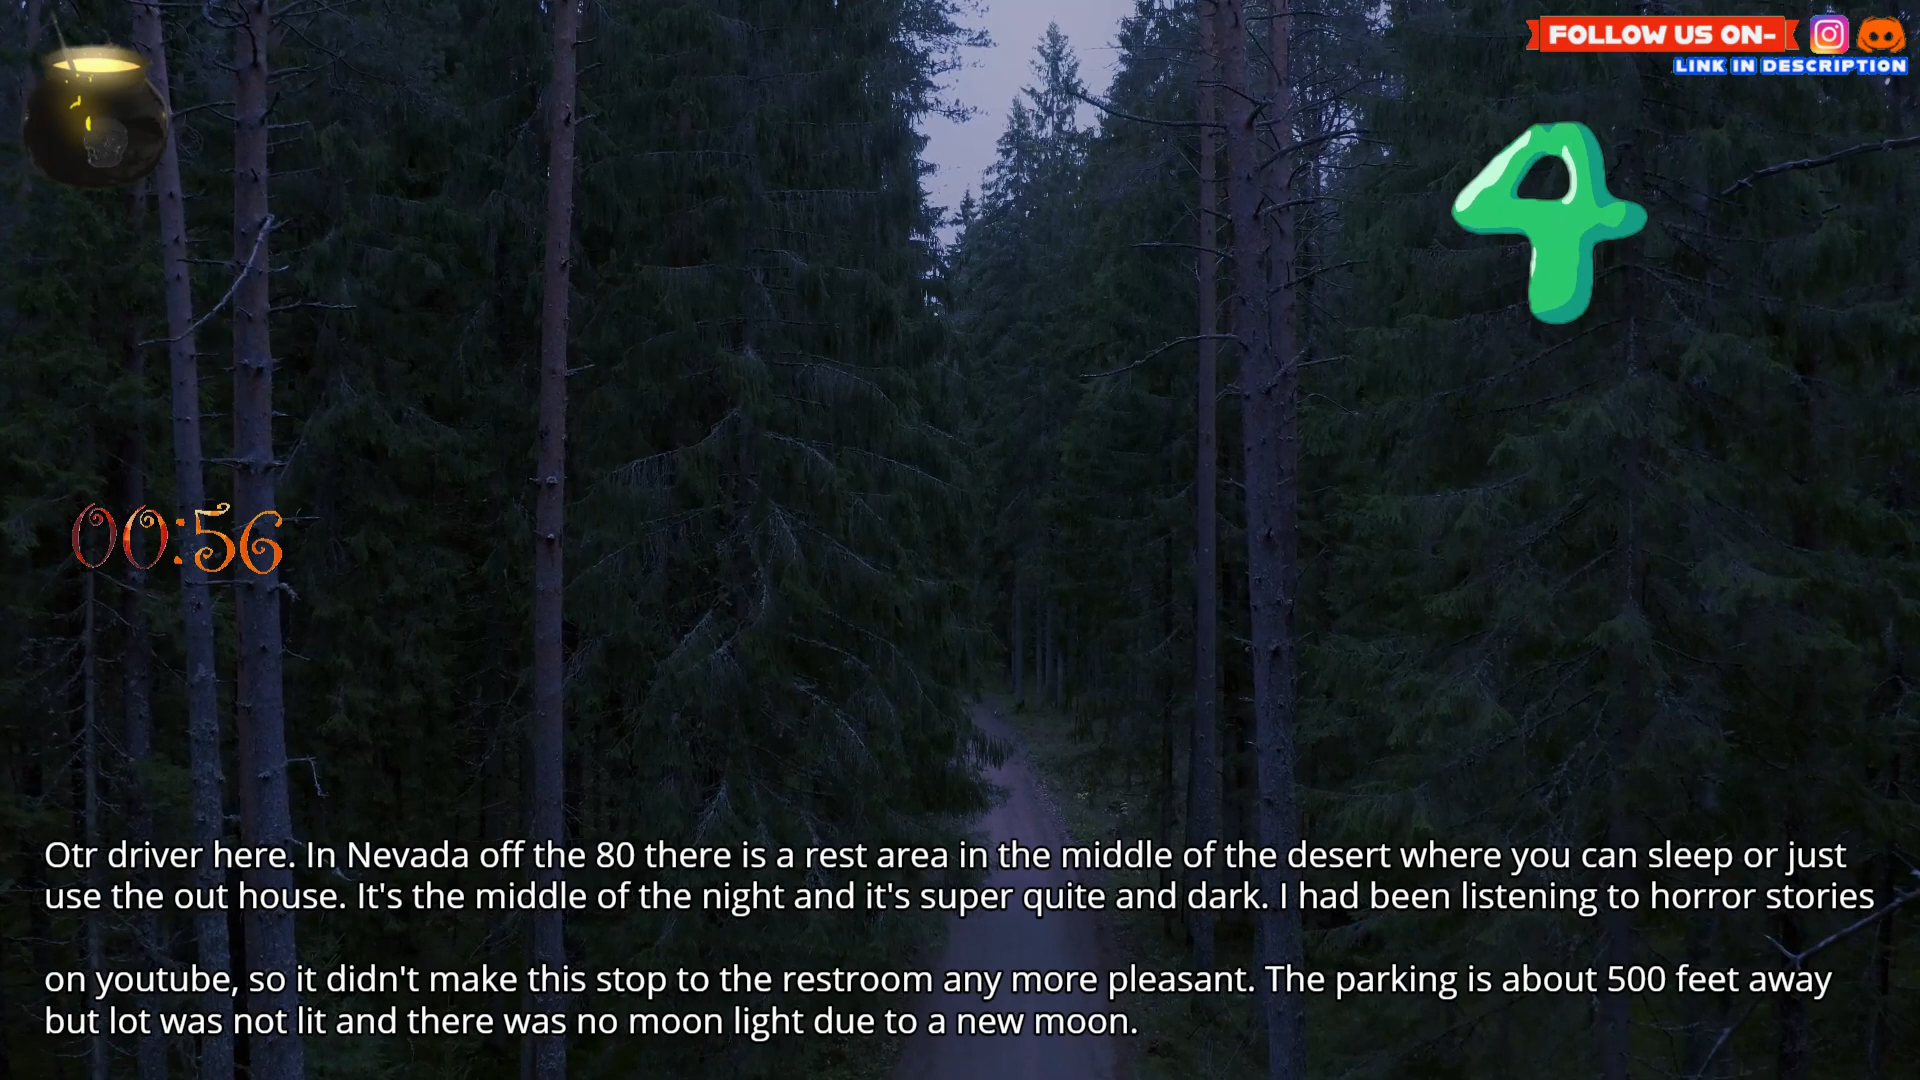 FOLLOW US ON-
LINK IN DESCRIPTION
4
00:56
Otr driver here. In Nevada off the 80 there is a rest area in the middle of the desert where you can sleep or just
use the out house. It's the middle of the night and it's super quite and dark. I had been listening to horror stories
on youtube, so it didn't make this stop to the restroom any more pleasant. The parking is about 500 feet away
but lot was not lit and there was no moon light due to a new moon.